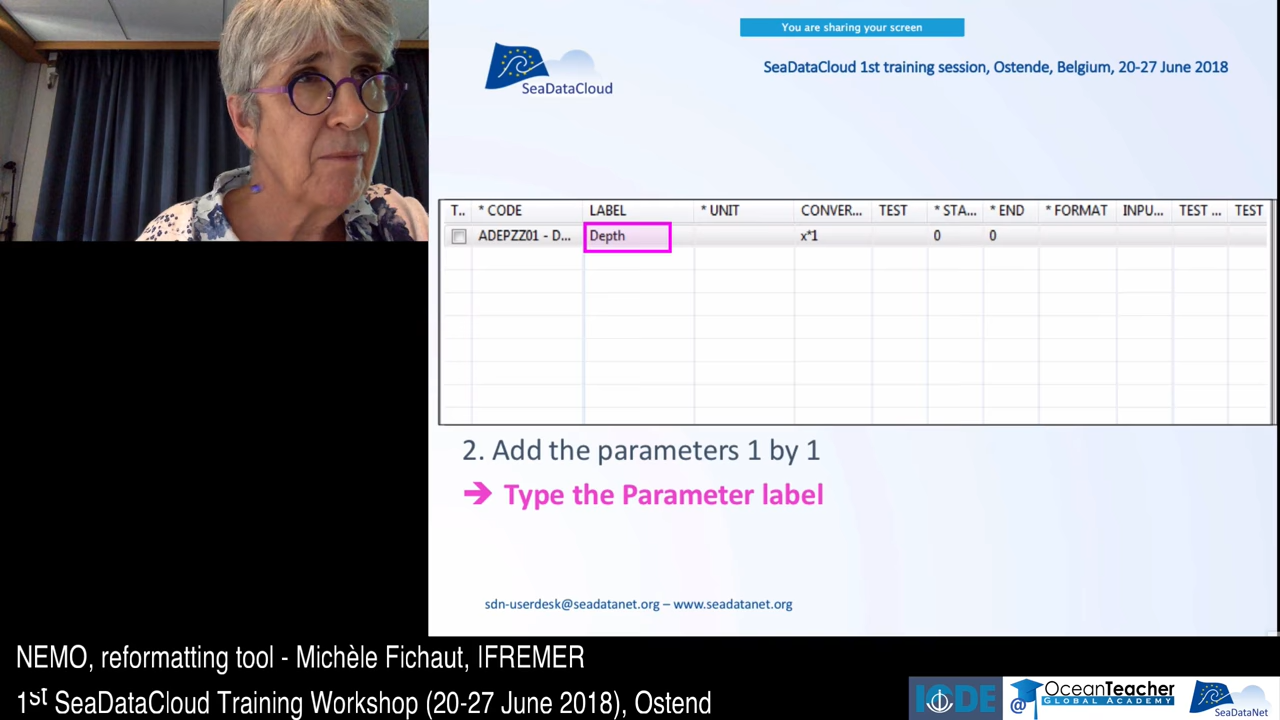 You are sharing your screen
SeaDataCloud
SeaDataCloud 1st training session, Ostende, Belgium, 20-27 June 2018
T.. * CODE LABEL * UNIT CONVER... TEST * STA... * END * FORMAT INPU... TEST ... TEST
ADEPZZ01 - D... Depth x*1 0 0
2. Add the parameters 1 by 1
➔ Type the Parameter label
sdn-userdesk@seadatanet.org – www.seadatanet.org
NEMO, reformatting tool - Michèle Fichaut, IFREMER
1st SeaDataCloud Training Workshop (20-27 June 2018), Ostend
IODE
@ OceanTeacher
GLOBAL ACADEMY
SeaDataNet